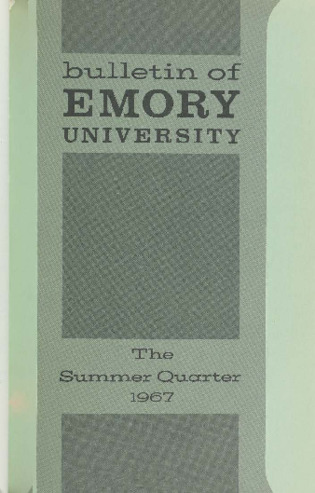 bulletin of
EMORY
UNIVERSITY
The
Summer Quarter
1967